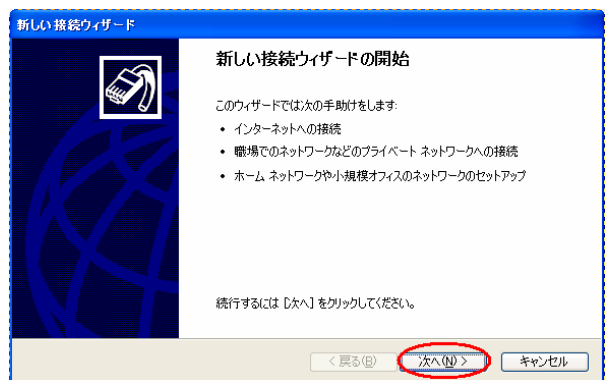 新しい接続ウィザード
新しい接続ウィザードの開始
このウィザードでは次の手助けをします:
• インターネットへの接続
• 職場でのネットワークなどのプライベート ネットワークへの接続
• ホーム ネットワークや小規模オフィスのネットワークのセットアップ
続行するには [次へ] をクリックしてください。
< 戻る(B) 次へ(N) > キャンセル